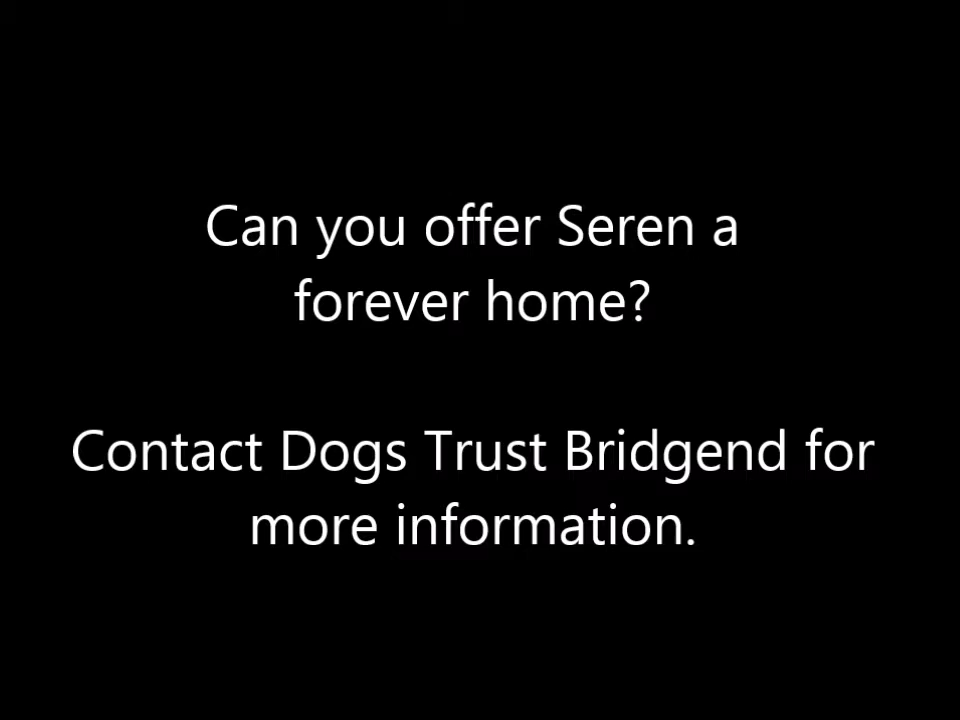 Can you offer Seren a
forever home?
Contact Dogs Trust Bridgend for
more information.